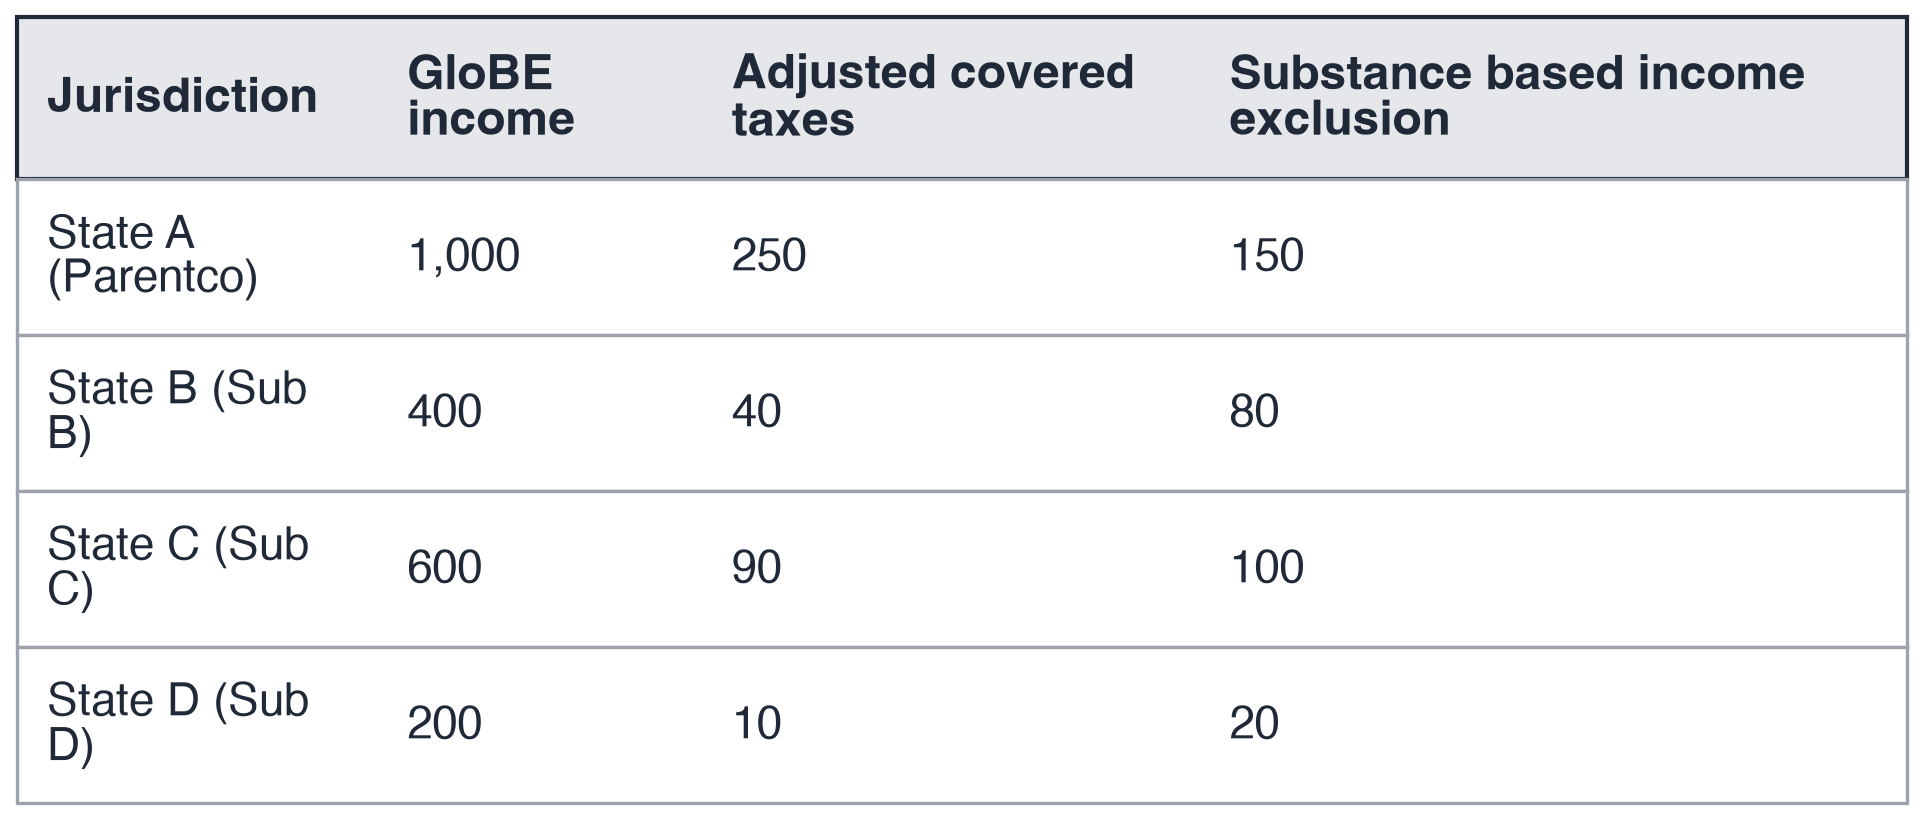 Jurisdiction
GloBE
income
Adjusted covered
taxes
Substance based income
exclusion
State A
(Parentco)
1,000
250
150
State B (Sub
B)
400
40
80
State C (Sub
C)
600
90
100
State D (Sub
D)
200
10
20